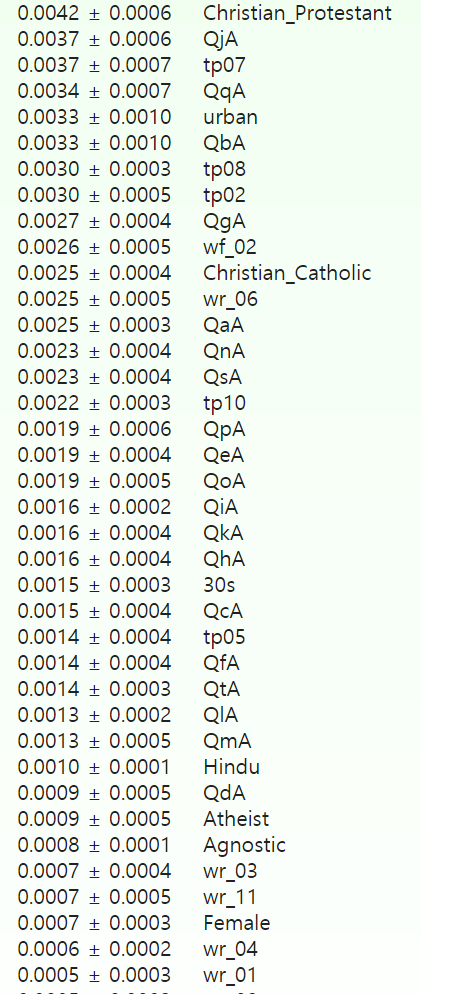 0.0042 ± 0.0006 Christian_Protestant
0.0037 ± 0.0006 QjA
0.0037 ± 0.0007 tp07
0.0034 ± 0.0007 QqA
0.0033 ± 0.0010 urban
0.0033 ± 0.0010 QbA
0.0030 ± 0.0003 tp08
0.0030 ± 0.0005 tp02
0.0027 ± 0.0004 QgA
0.0026 ± 0.0005 wf_02
0.0025 ± 0.0004 Christian_Catholic
0.0025 ± 0.0005 wr_06
0.0025 ± 0.0003 QaA
0.0023 ± 0.0004 QnA
0.0023 ± 0.0004 QsA
0.0022 ± 0.0003 tp10
0.0019 ± 0.0006 QpA
0.0019 ± 0.0004 QeA
0.0019 ± 0.0005 QoA
0.0016 ± 0.0002 QiA
0.0016 ± 0.0004 QkA
0.0016 ± 0.0004 QhA
0.0015 ± 0.0003 30s
0.0015 ± 0.0004 QcA
0.0014 ± 0.0004 tp05
0.0014 ± 0.0004 QfA
0.0014 ± 0.0003 QtA
0.0013 ± 0.0002 QlA
0.0013 ± 0.0005 QmA
0.0010 ± 0.0001 Hindu
0.0009 ± 0.0005 QdA
0.0009 ± 0.0005 Atheist
0.0008 ± 0.0001 Agnostic
0.0007 ± 0.0004 wr_03
0.0007 ± 0.0005 wr_11
0.0007 ± 0.0003 Female
0.0006 ± 0.0002 wr_04
0.0005 ± 0.0003 wr_01